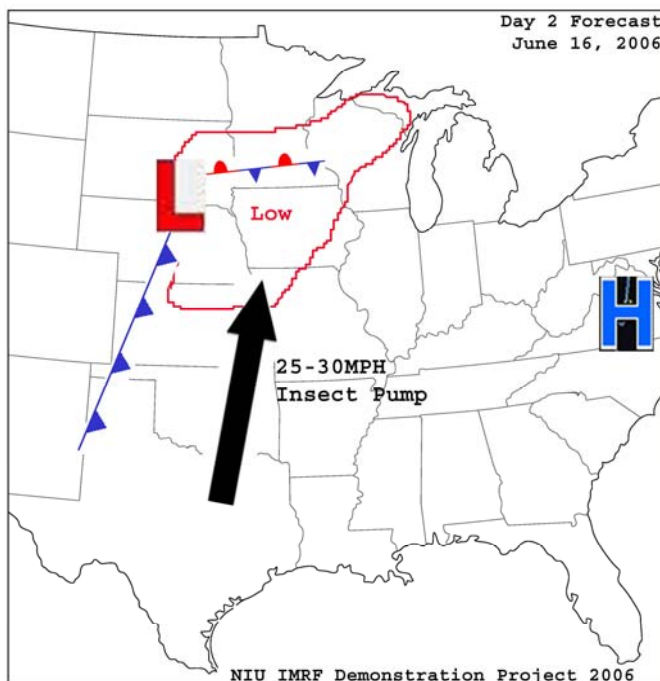 Day 2 Forecast
June 16, 2006
L
Low
H
25-30MPH
Insect Pump
NIU IMRF Demonstration Project 2006